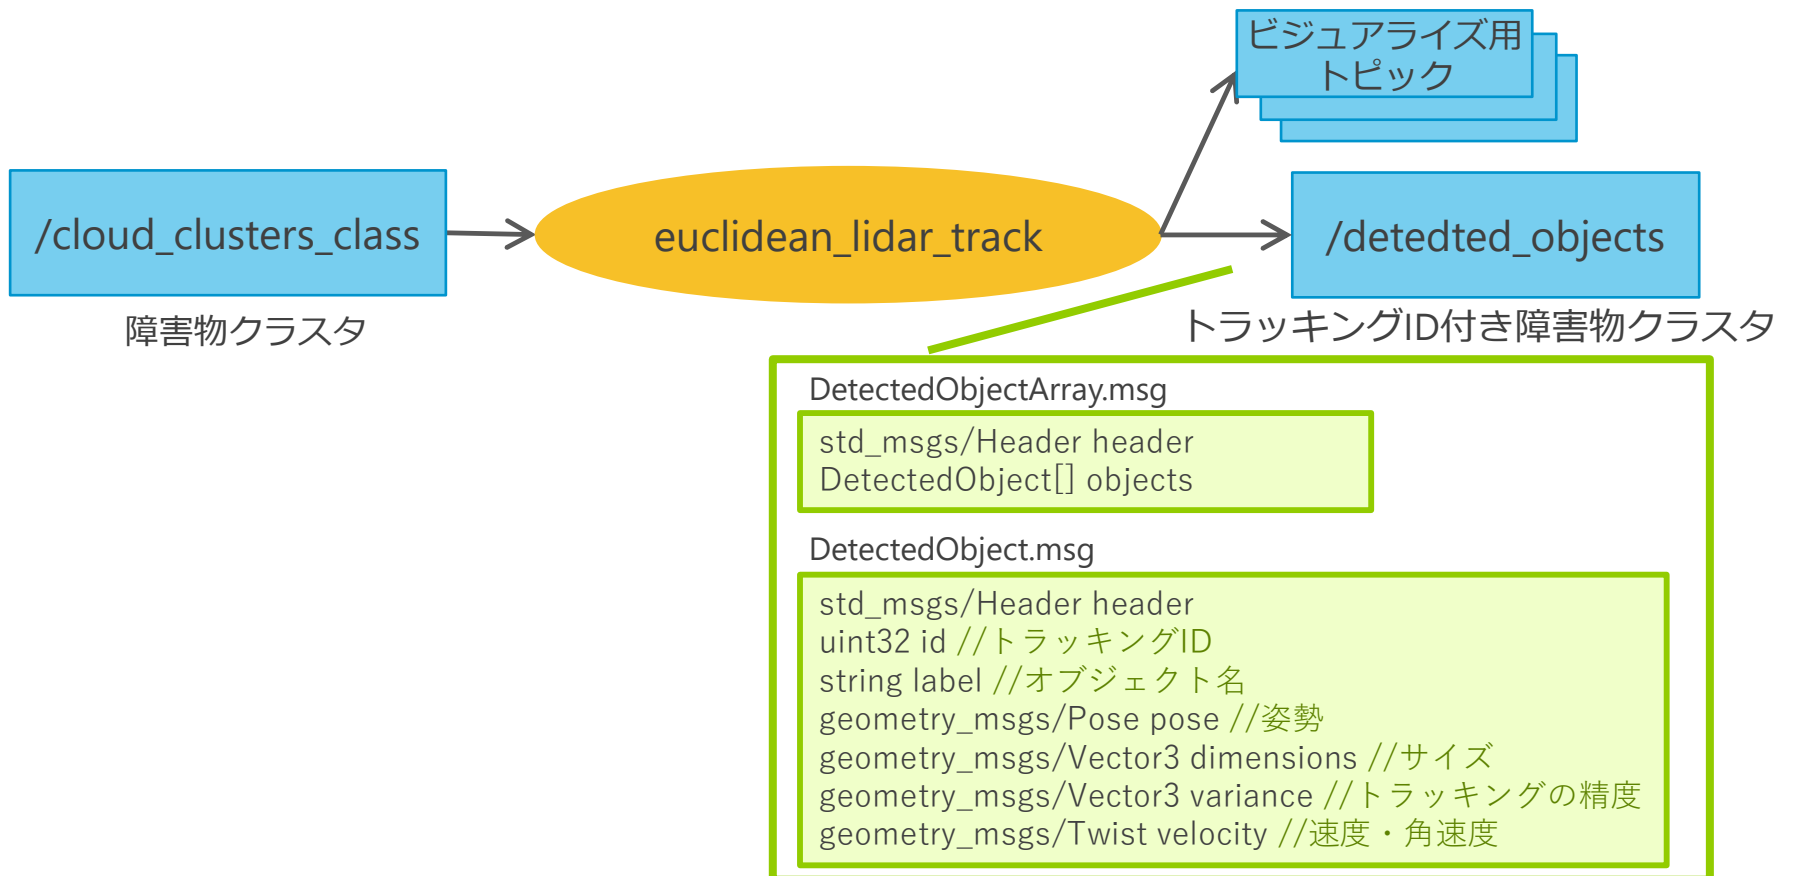 ビジュアライズ用
トピック
/cloud_clusters_class
euclidean_lidar_track
/detedted_objects
障害物クラスタ
トラッキングID付き障害物クラスタ
DetectedObjectArray.msg
std_msgs/Header header
DetectedObject[] objects
DetectedObject.msg
std_msgs/Header header
uint32 id //トラッキングID
string label //オブジェクト名
geometry_msgs/Pose pose //姿勢
geometry_msgs/Vector3 dimensions //サイズ
geometry_msgs/Vector3 variance //トラッキングの精度
geometry_msgs/Twist velocity //速度・角速度